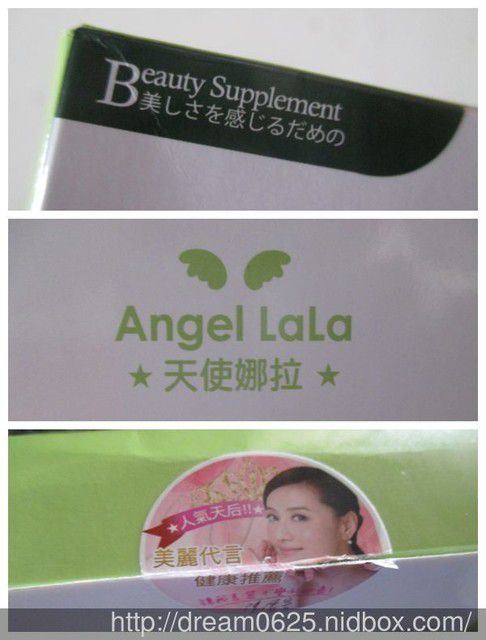 Beauty Supplement
美しさを感じるだめの
Angel LaLa
★ 天使娜拉 ★
★人氣天后!!★
美麗代言
健康推薦
http://dream0625.nidbox.com/